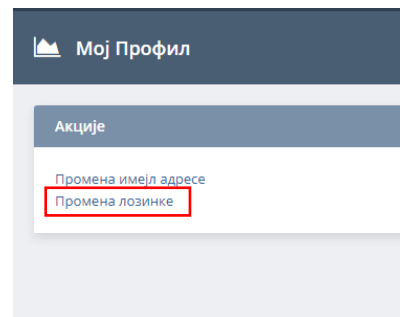 Мој Профил
Акције
Промена имејл адресе
Промена лозинке